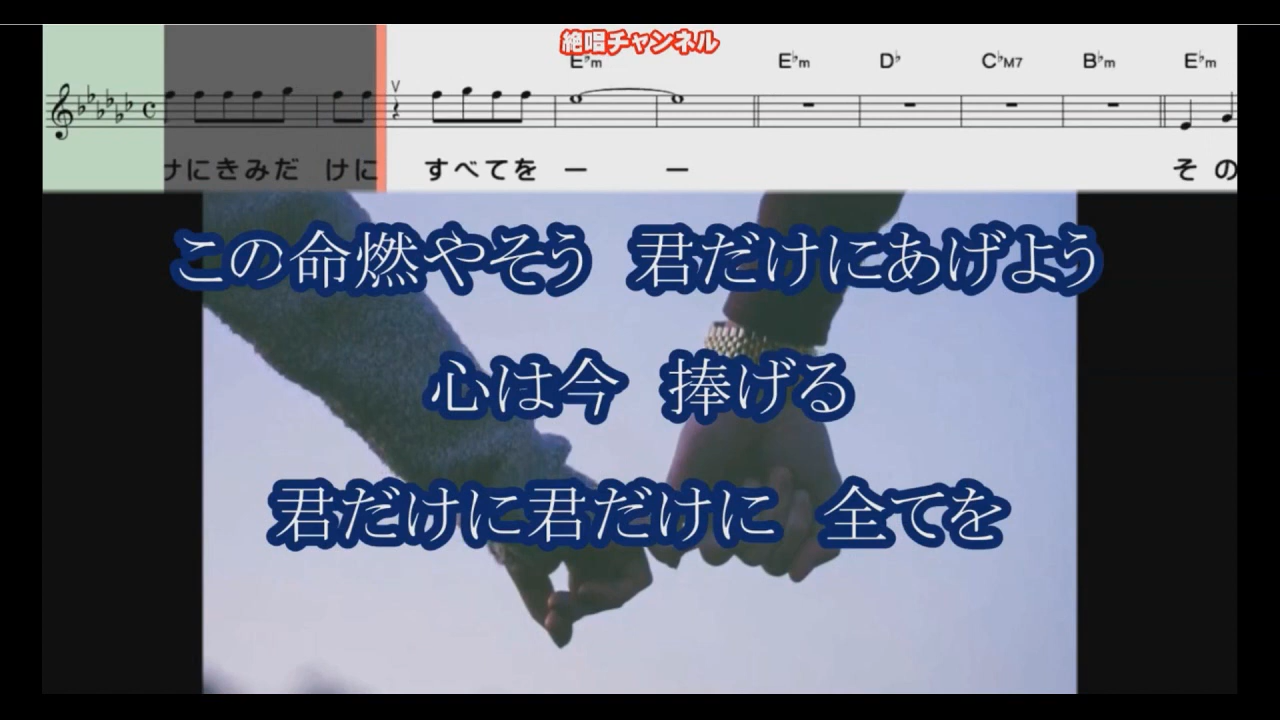 絶唱チャンネル
E♭m E♭m D♭ C♭M7 B♭m E♭m
けにきみだ けに すべてを ー ー その
この命燃やそう 君だけにあげよう
心は今 捧げる
君だけに君だけに 全てを